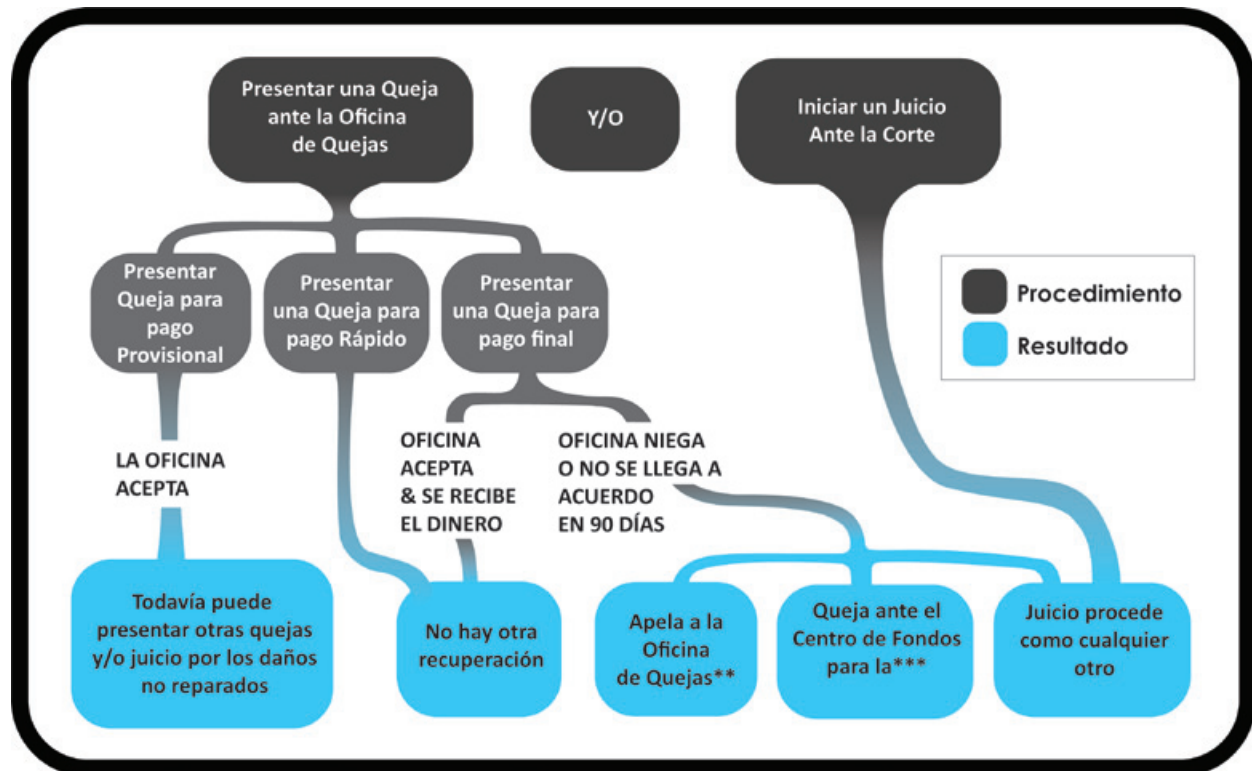 Presentar una Queja
ante la Oficina
de Quejas
Y/O
Iniciar un Juicio
Ante la Corte
Presentar
Queja para
pago
Provisional
Presentar
una Queja para
pago Rápido
Presentar
una Queja para
pago final
Procedimiento
Resultado
LA OFICINA
ACEPTA
OFICINA
ACEPTA
& SE RECIBE
EL DINERO
OFICINA NIEGA
O NO SE LLEGA A
ACUERDO
EN 90 DÍAS
Todavía puede
presentar otras quejas
y/o juicio por los daños
no reparados
No hay otra
recuperación
Apela a la
Oficina
de Quejas**
Queja ante el
Centro de Fondos
para la***
Juicio procede
como cualquier
otro